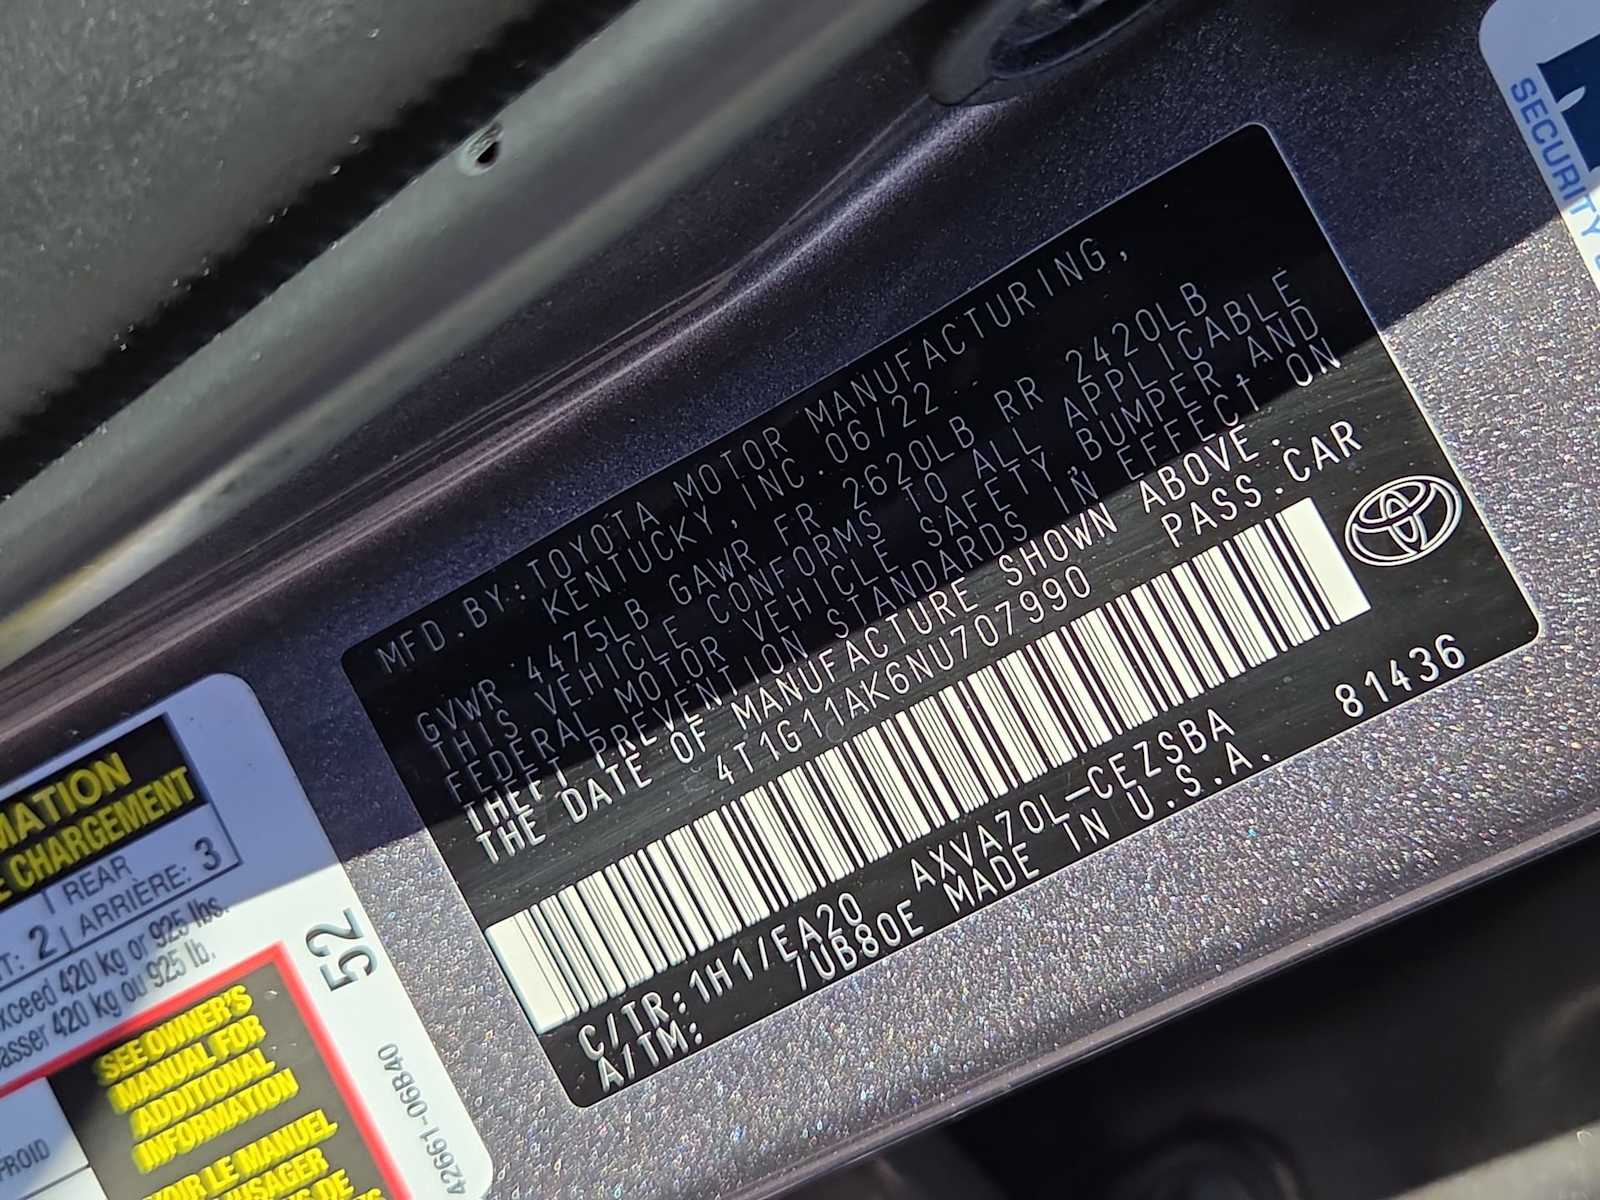 MFD.BY:TOYOTA MOTOR MANUFACTURING,
KENTUCKY,INC.06/22
GVWR 4475LB GAWR FR 2620LB RR 2420LB
THIS VEHICLE CONFORMS TO ALL APPLICABLE
FEDERAL MOTOR VEHICLE SAFETY,BUMPER,AND
THEFT PREVENTION STANDARDS IN EFFECT ON
THE DATE OF MANUFACTURE SHOWN ABOVE.
4T1G11AK6NU707990 PASS.CAR
C/TR:1H1/EA20 AXVA70L-CEZSBA 81436
A/TM: /UB80E MADE IN U.S.A.
SECURITY
MATION
E CHARGEMENT
2 REAR
ARRIÈRE: 3
420 kg or 925 lbs.
420 kg ou 925 lb.
52
SEE OWNER'S
MANUAL FOR
ADDITIONAL
INFORMATION
LE MANUEL
42661-06B40
FROID